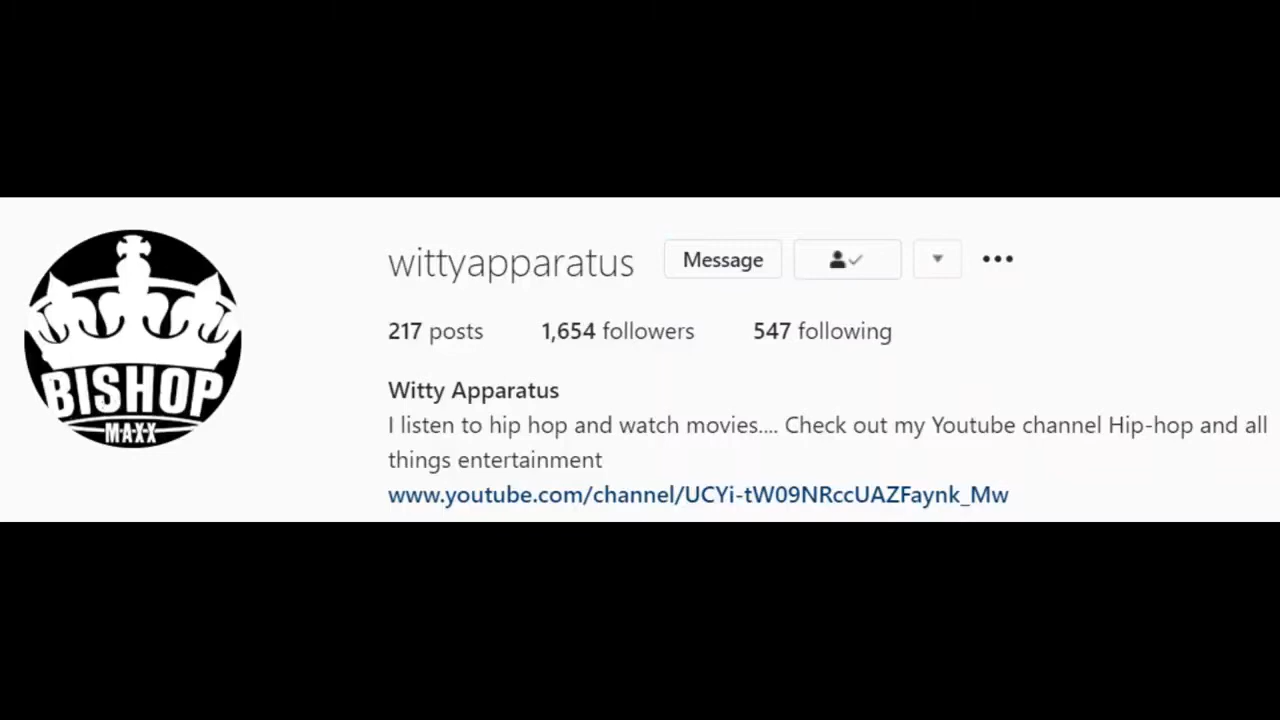 BISHOP
MAXX
wittyapparatus
Message
217 posts 1,654 followers 547 following
Witty Apparatus
I listen to hip hop and watch movies.... Check out my Youtube channel Hip-hop and all
things entertainment
www.youtube.com/channel/UCYi-tW09NRccUAZFaynk_Mw